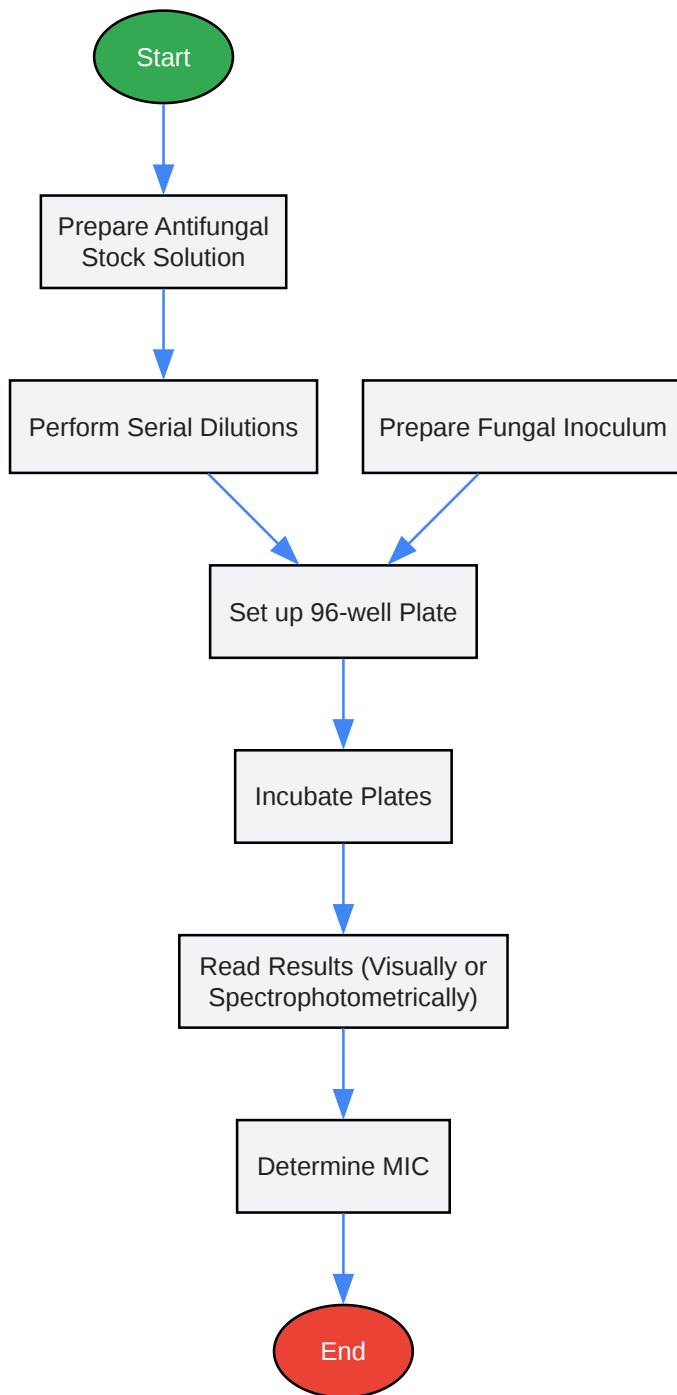 Start
Prepare Antifungal
Stock Solution
Perform Serial Dilutions
Prepare Fungal Inoculum
Set up 96-well Plate
Incubate Plates
Read Results (Visually or
Spectrophotometrically)
Determine MIC
End